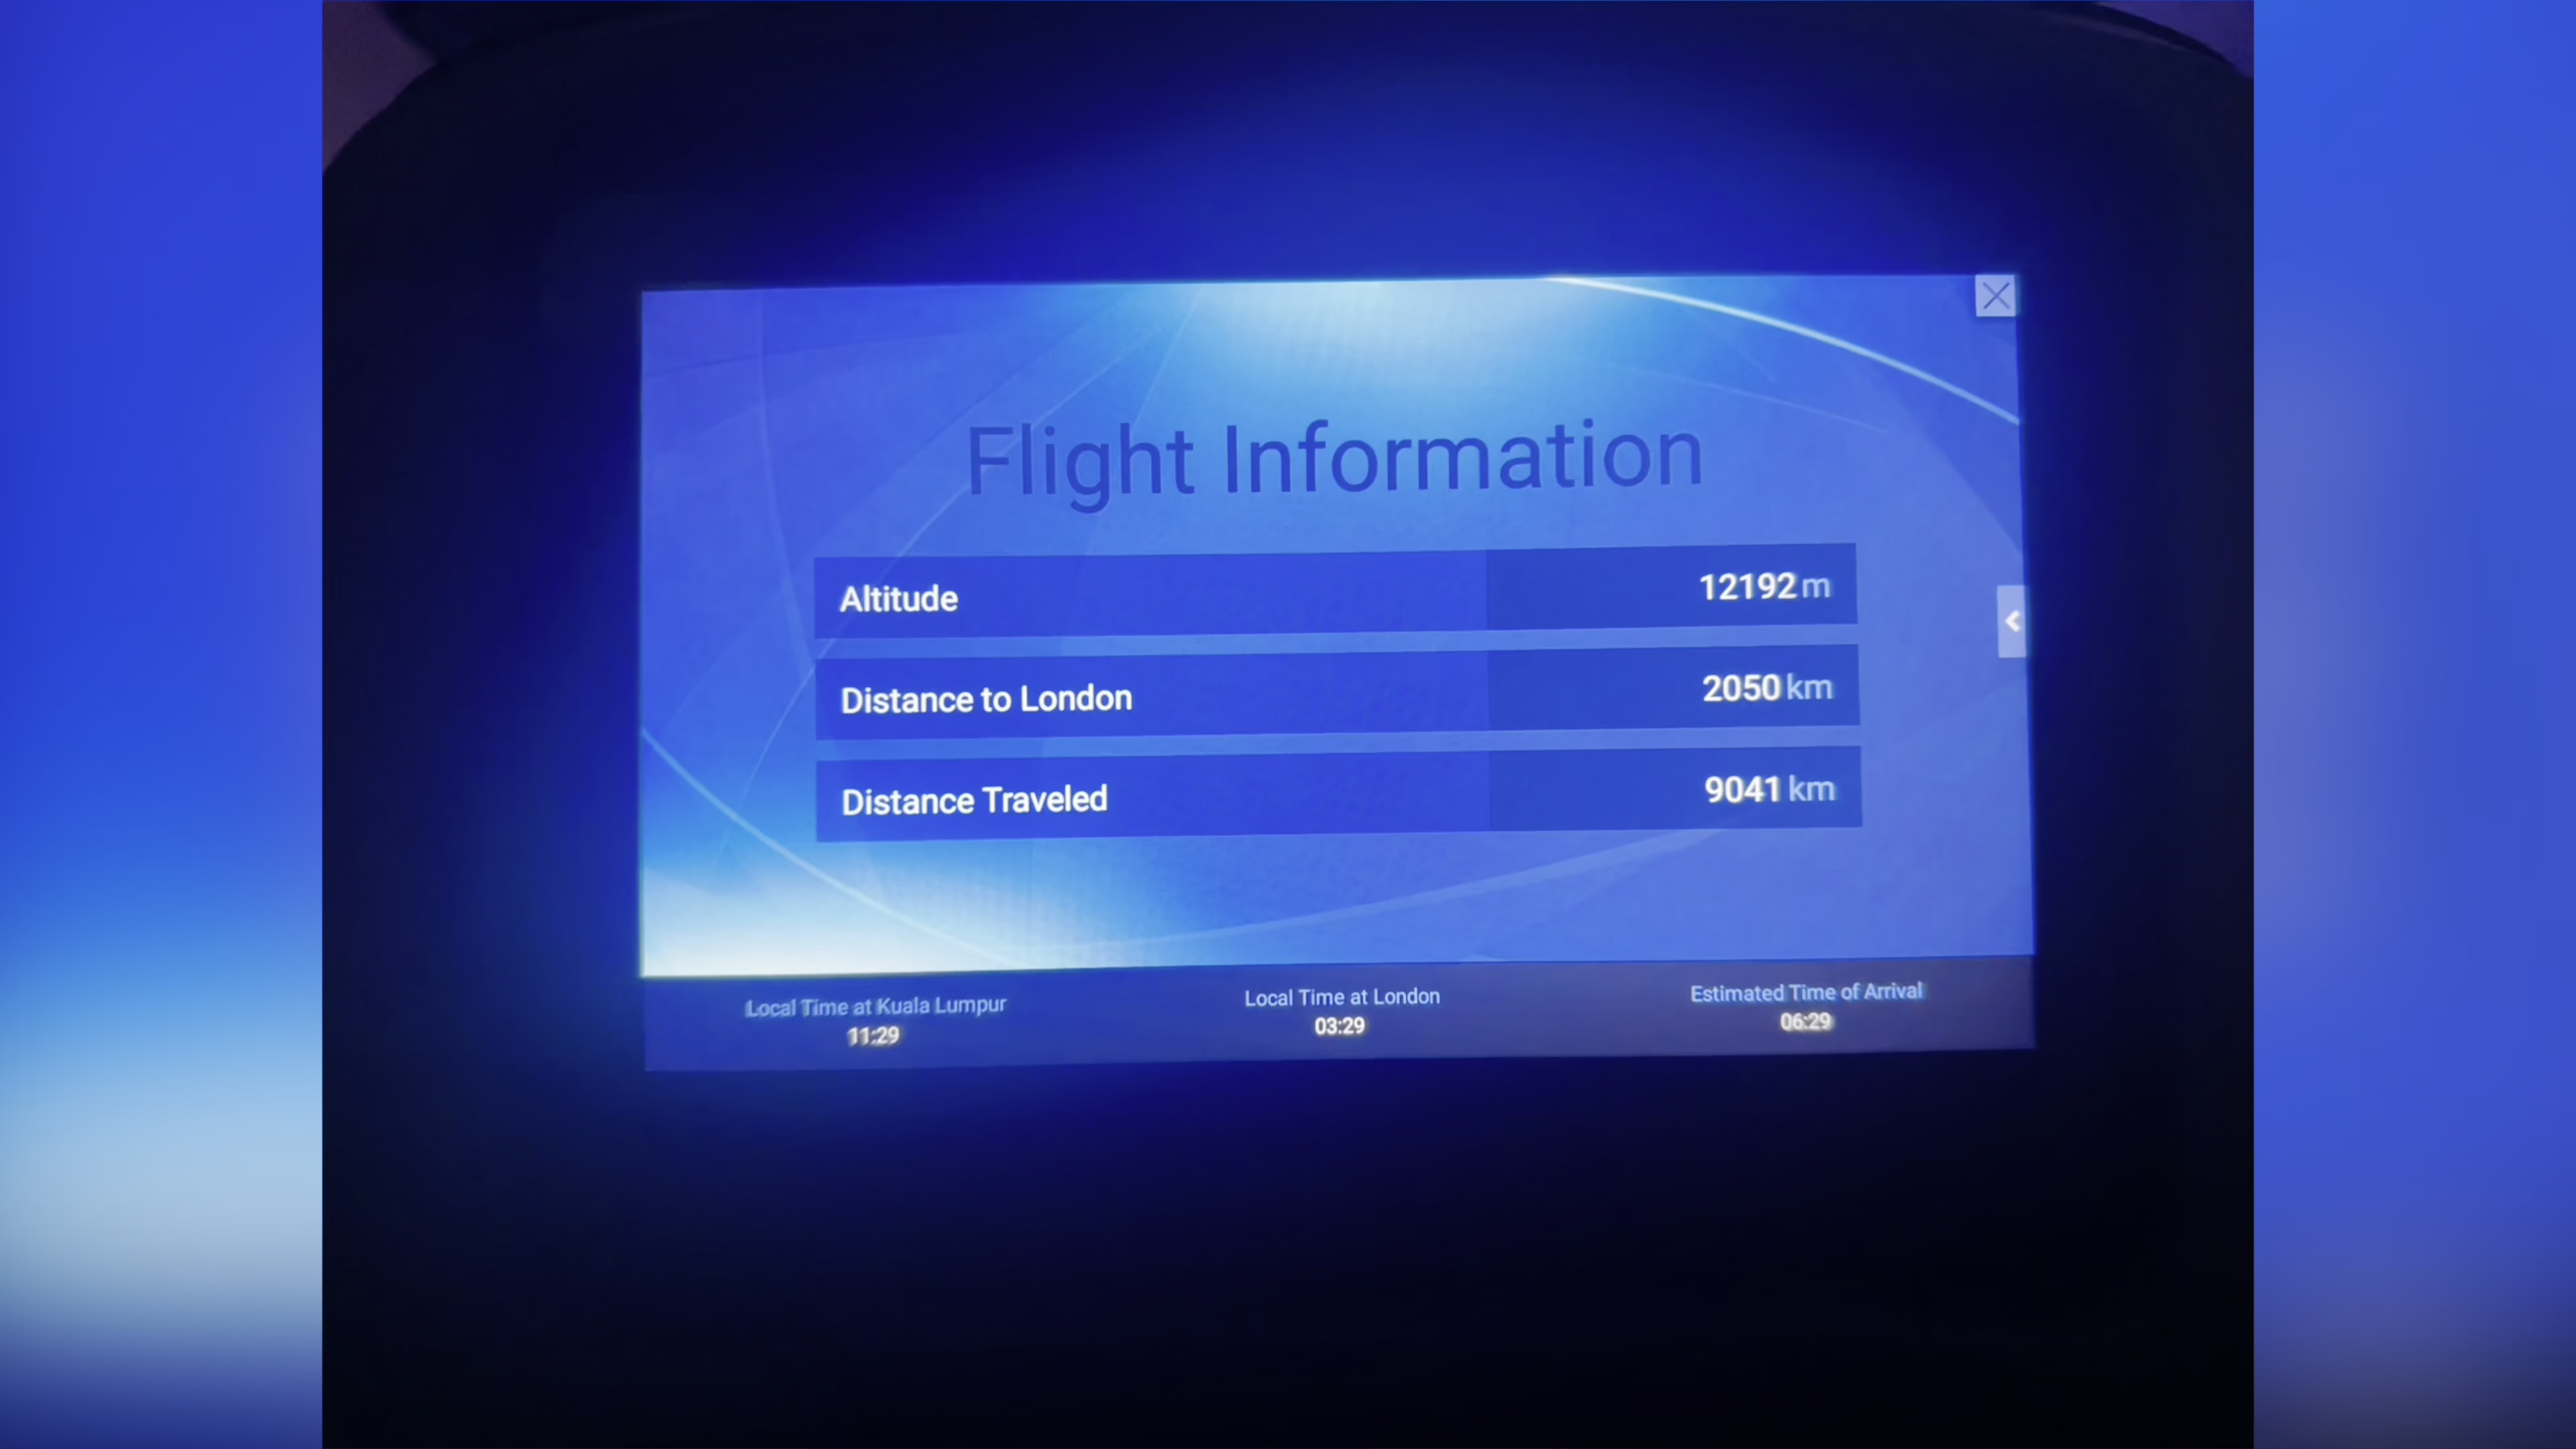 Flight Information
Altitude 12192 m
Distance to London 2050 km
Distance Traveled 9041 km
Local Time at Kuala Lumpur
11:29
Local Time at London
03:29
Estimated Time of Arrival
06:29